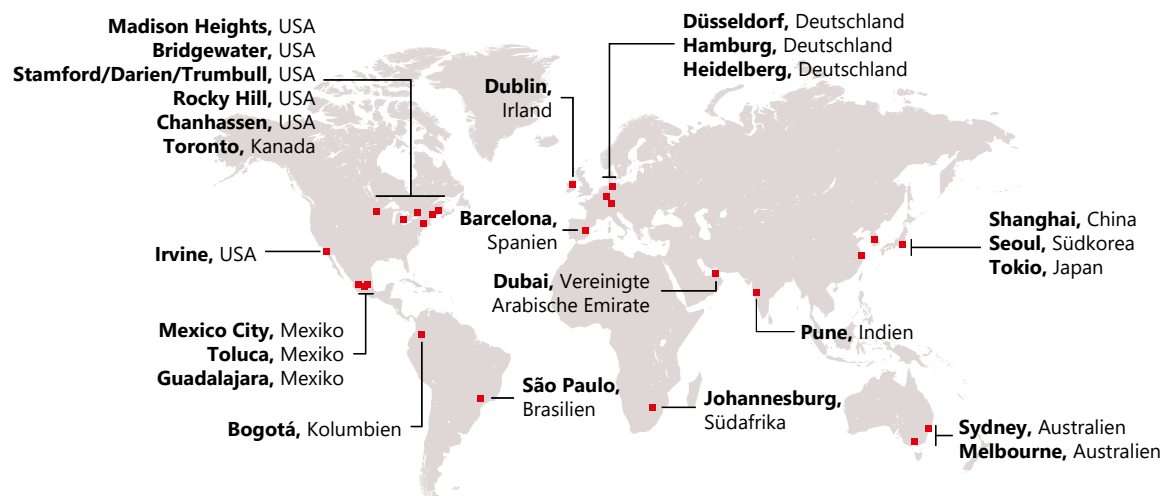 Madison Heights, USA
Bridgewater, USA
Stamford/Darien/Trumbull, USA
Rocky Hill, USA
Chanhassen, USA
Toronto, Kanada
Düsseldorf, Deutschland
Hamburg, Deutschland
Heidelberg, Deutschland
Dublin,
Irland
Barcelona,
Spanien
Shanghai, China
Seoul, Südkorea
Tokio, Japan
Irvine, USA
Dubai, Vereinigte
Arabische Emirate
Pune, Indien
Mexico City, Mexiko
Toluca, Mexiko
Guadalajara, Mexiko
São Paulo,
Brasilien
Johannesburg,
Südafrika
Bogotá, Kolumbien
Sydney, Australien
Melbourne, Australien